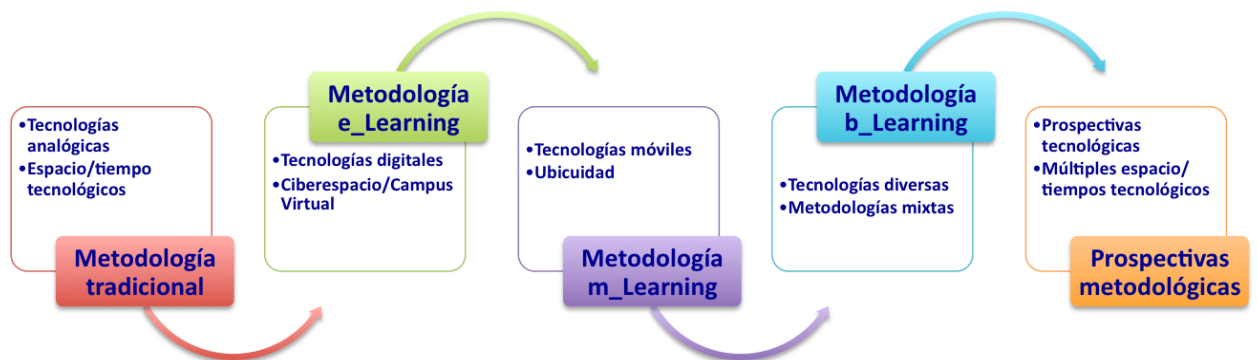 •Tecnologías
analógicas
•Espacio/tiempo
tecnológicos
Metodología
tradicional
Metodología
e_Learning
•Tecnologías digitales
•Ciberespacio/Campus
Virtual
•Tecnologías móviles
•Ubicuidad
Metodología
m_Learning
Metodología
b_Learning
•Tecnologías diversas
•Metodologías mixtas
•Prospectivas
tecnológicas
•Múltiples espacio/
tiempos tecnológicos
Prospectivas
metodológicas